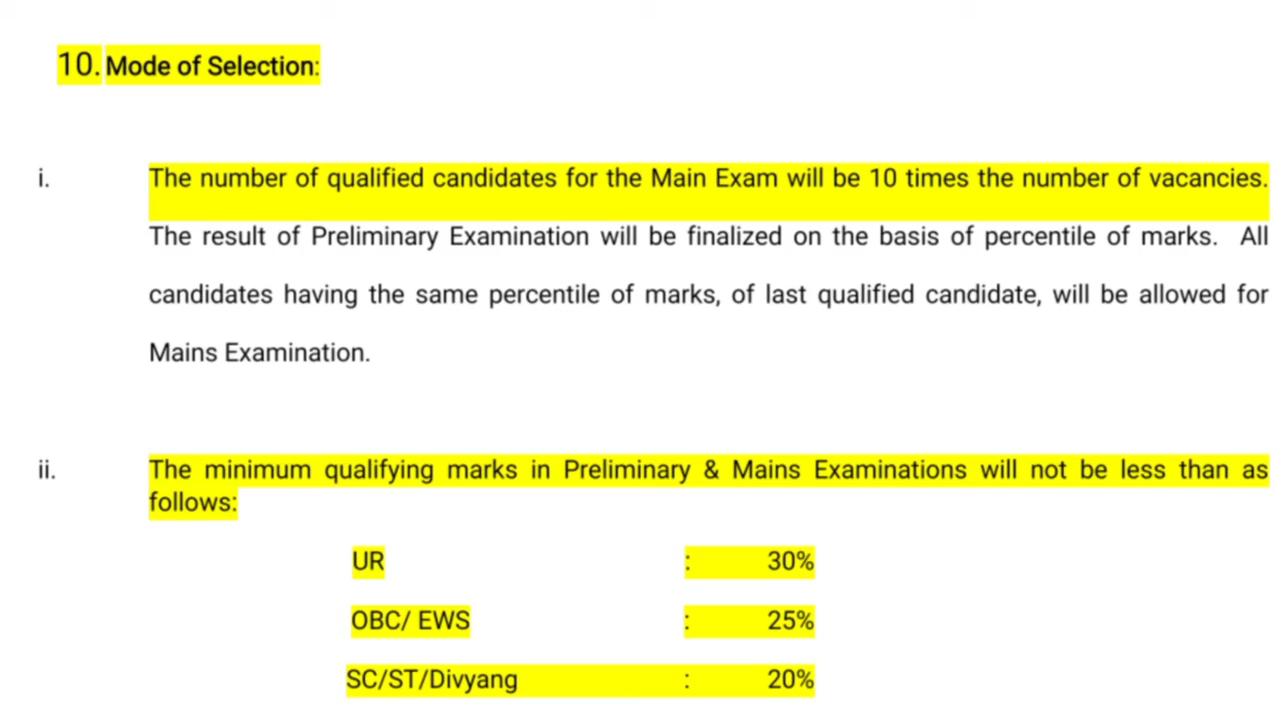 10. Mode of Selection:
i. The number of qualified candidates for the Main Exam will be 10 times the number of vacancies.
The result of Preliminary Examination will be finalized on the basis of percentile of marks. All
candidates having the same percentile of marks, of last qualified candidate, will be allowed for
Mains Examination.
ii. The minimum qualifying marks in Preliminary & Mains Examinations will not be less than as
follows:
UR : 30%
OBC/ EWS : 25%
SC/ST/Divyang : 20%